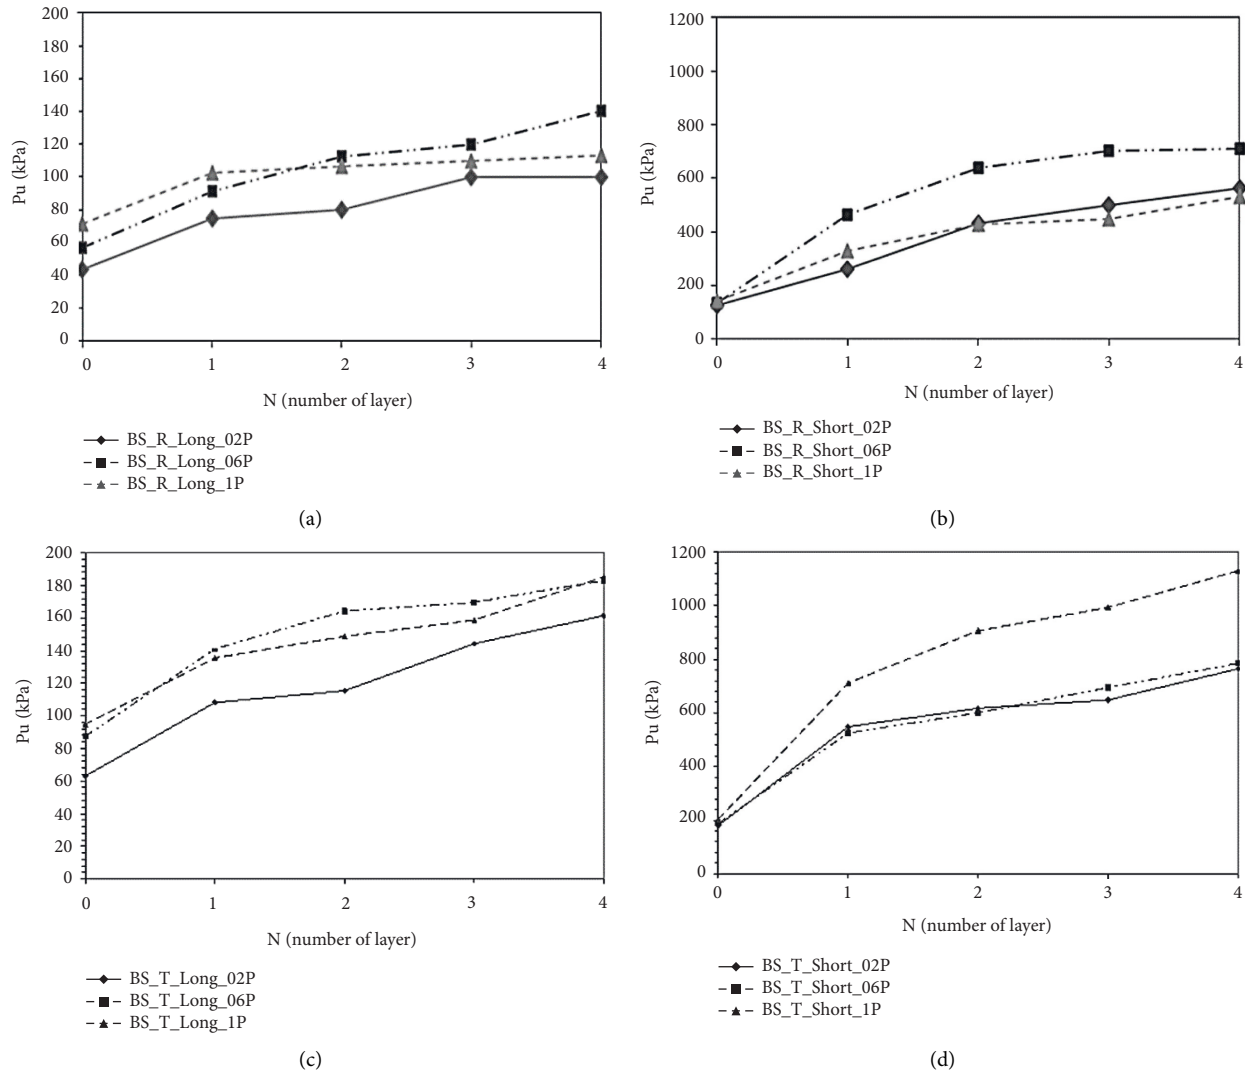 200
180
160
140
120
100
80
60
40
20
0
Pu (kPa)
0 1 2 3 4
N (number of layer)
BS_R_Long_02P
BS_R_Long_06P
BS_R_Long_1P
(a)
1200
1000
800
600
400
200
0
Pu (kPa)
0 1 2 3 4
N (number of layer)
BS_R_Short_02P
BS_R_Short_06P
BS_R_Short_1P
(b)
200
180
160
140
120
100
80
60
40
20
0
Pu (kPa)
0 1 2 3 4
N (number of layer)
BS_T_Long_02P
BS_T_Long_06P
BS_T_Long_1P
(c)
1200
1000
800
600
400
200
0
Pu (kPa)
0 1 2 3 4
N (number of layer)
BS_T_Short_02P
BS_T_Short_06P
BS_T_Short_1P
(d)